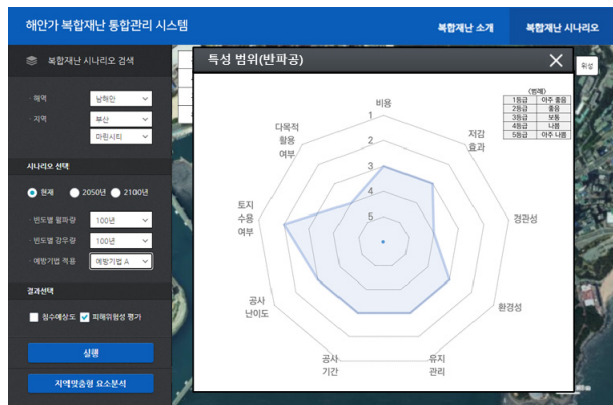 해안가 복합재난 통합관리 시스템
복합재난 소개
복합재난 시나리오
복합재난 시나리오 검색
· 해역
남해안
· 지역
부산
마린시티
시나리오 선택
현재
2050년
2100년
· 빈도별 월파량
100년
· 빈도별 강우량
100년
· 예방기법 적용
예방기법 A
결과선택
침수예상도
피해위험성 평가
실행
지역맞춤형 요소분석
특성 범위(반파공)
위성
(범례)
1등급 아주 좋음
2등급 좋음
3등급 보통
4등급 나쁨
5등급 아주 나쁨
비용
저감
효과
경관성
환경성
유지
관리
공사
기간
공사
난이도
토지
수용
여부
다목적
활용
여부
1
2
3
4
5